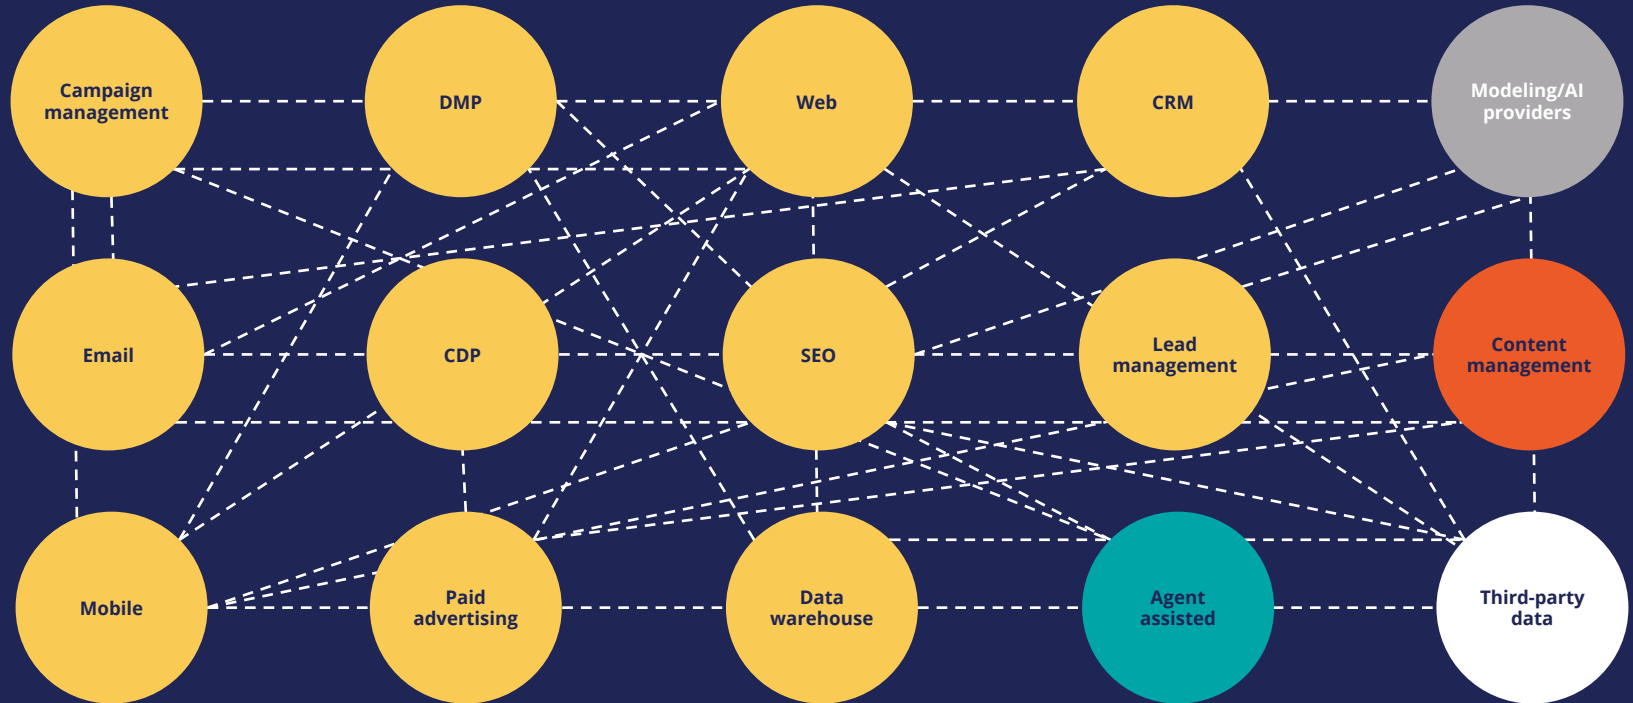 Campaign
management
DMP
Web
CRM
Modeling/AI
providers
Email
CDP
SEO
Lead
management
Content
management
Mobile
Paid
advertising
Data
warehouse
Agent
assisted
Third-party
data